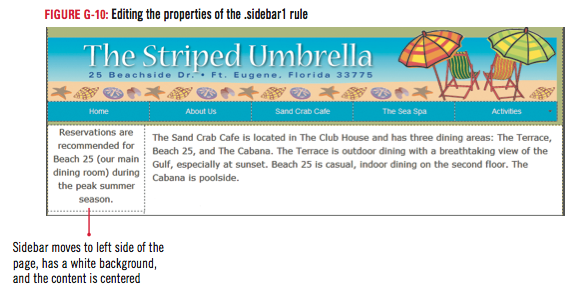 FIGURE G-10: Editing the properties of the .sidebar1 rule
The Striped Umbrella
25 Beachside Dr. • Ft. Eugene, Florida 33775
Home About Us Sand Crab Cafe The Sea Spa Activities
Reservations are
recommended for
Beach 25 (our main
dining room) during
the peak summer
season.
The Sand Crab Cafe is located in The Club House and has three dining areas: The Terrace,
Beach 25, and The Cabana. The Terrace is outdoor dining with a breathtaking view of the
Gulf, especially at sunset. Beach 25 is casual, indoor dining on the second floor. The
Cabana is poolside.
Sidebar moves to left side of the
page, has a white background,
and the content is centered